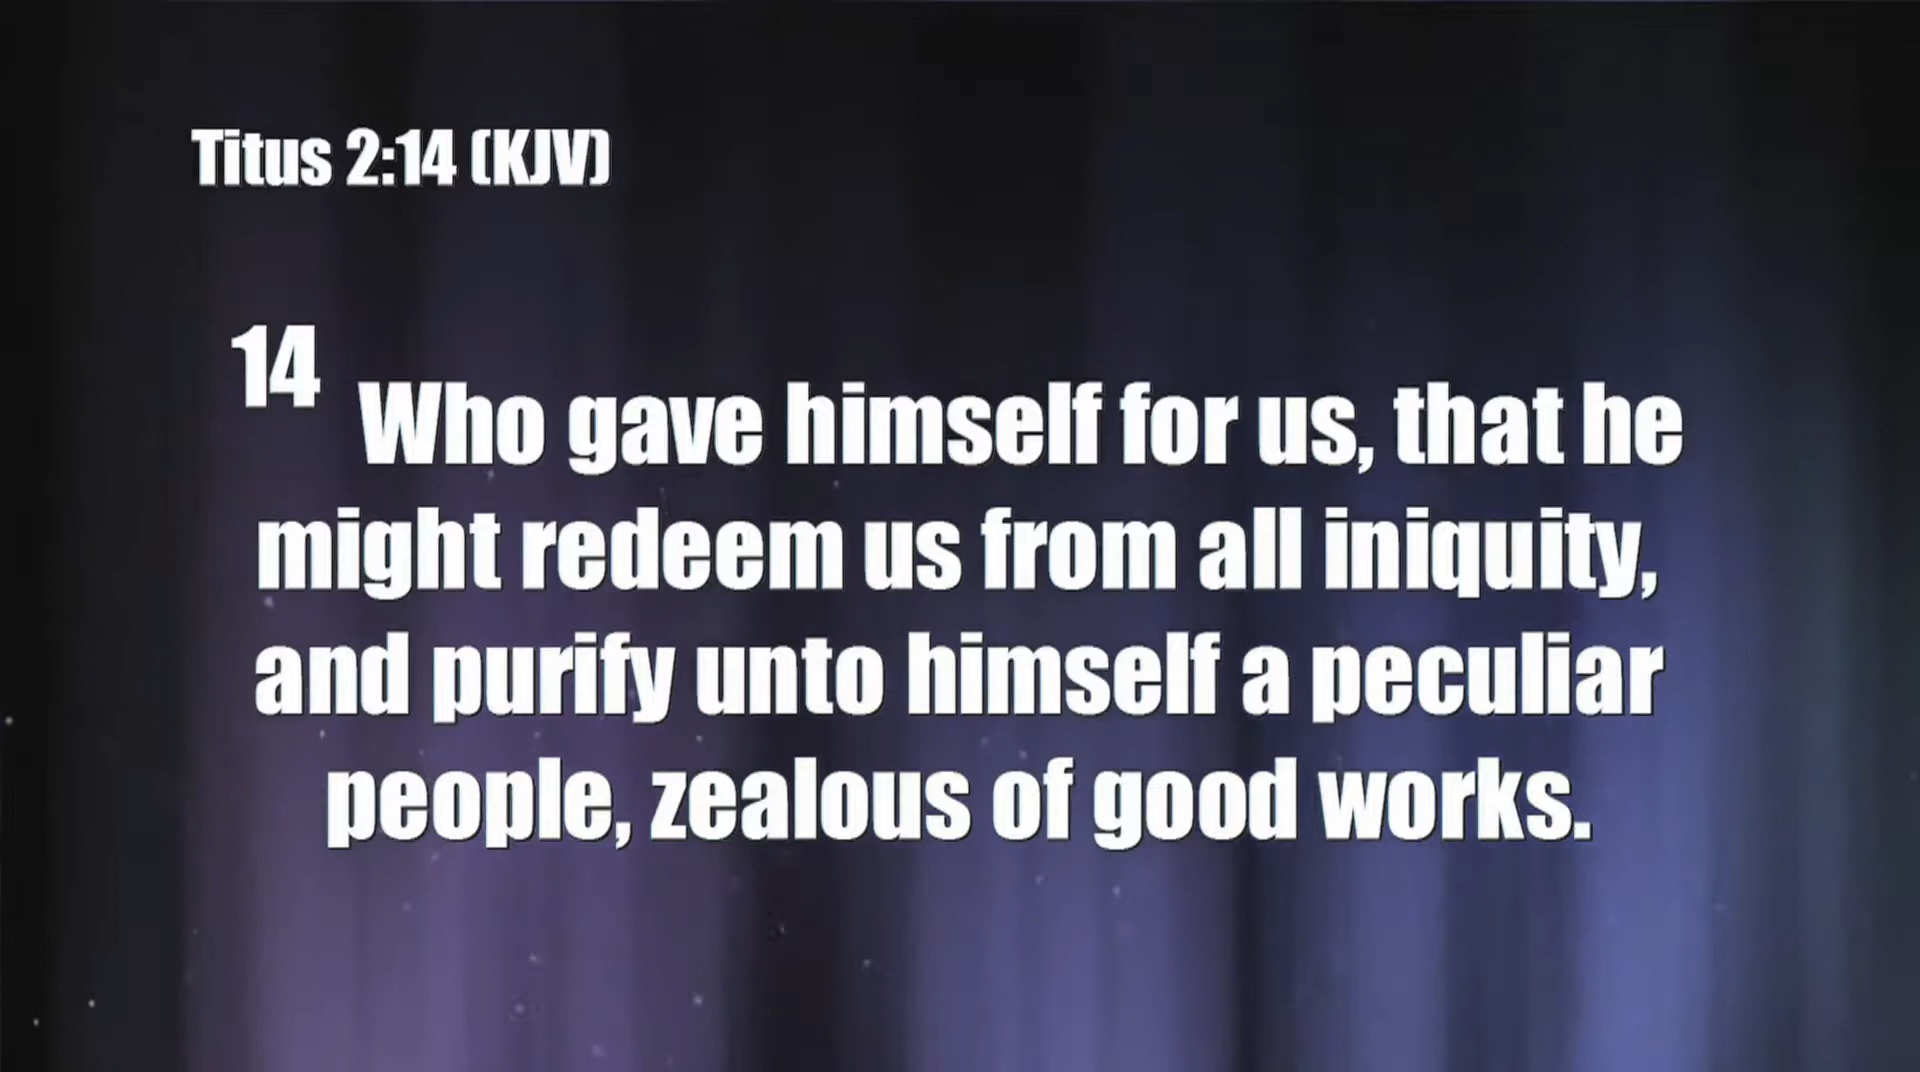 Titus 2:14 (KJV)
14 Who gave himself for us, that he
might redeem us from all iniquity,
and purify unto himself a peculiar
people, zealous of good works.